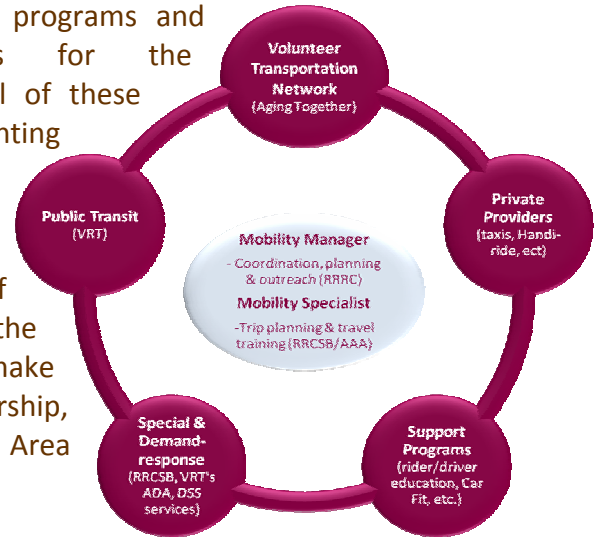 programs and
s for the
l of these
nting
f
the
make
rship,
Area
Volunteer
Transportation
Network
(Aging Together)
Private
Providers
(taxis, Handi-
ride, ect)
Support
Programs
(rider/driver
education, Car
Fit, etc.)
Special &
Demand-
response
(RRCSB, VRT's
ADA, DSS
services)
Public Transit
(VRT)
Mobility Manager
- Coordination, planning
& outreach (RRRC)
Mobility Specialist
-Trip planning & travel
training (RRCSB/AAA)